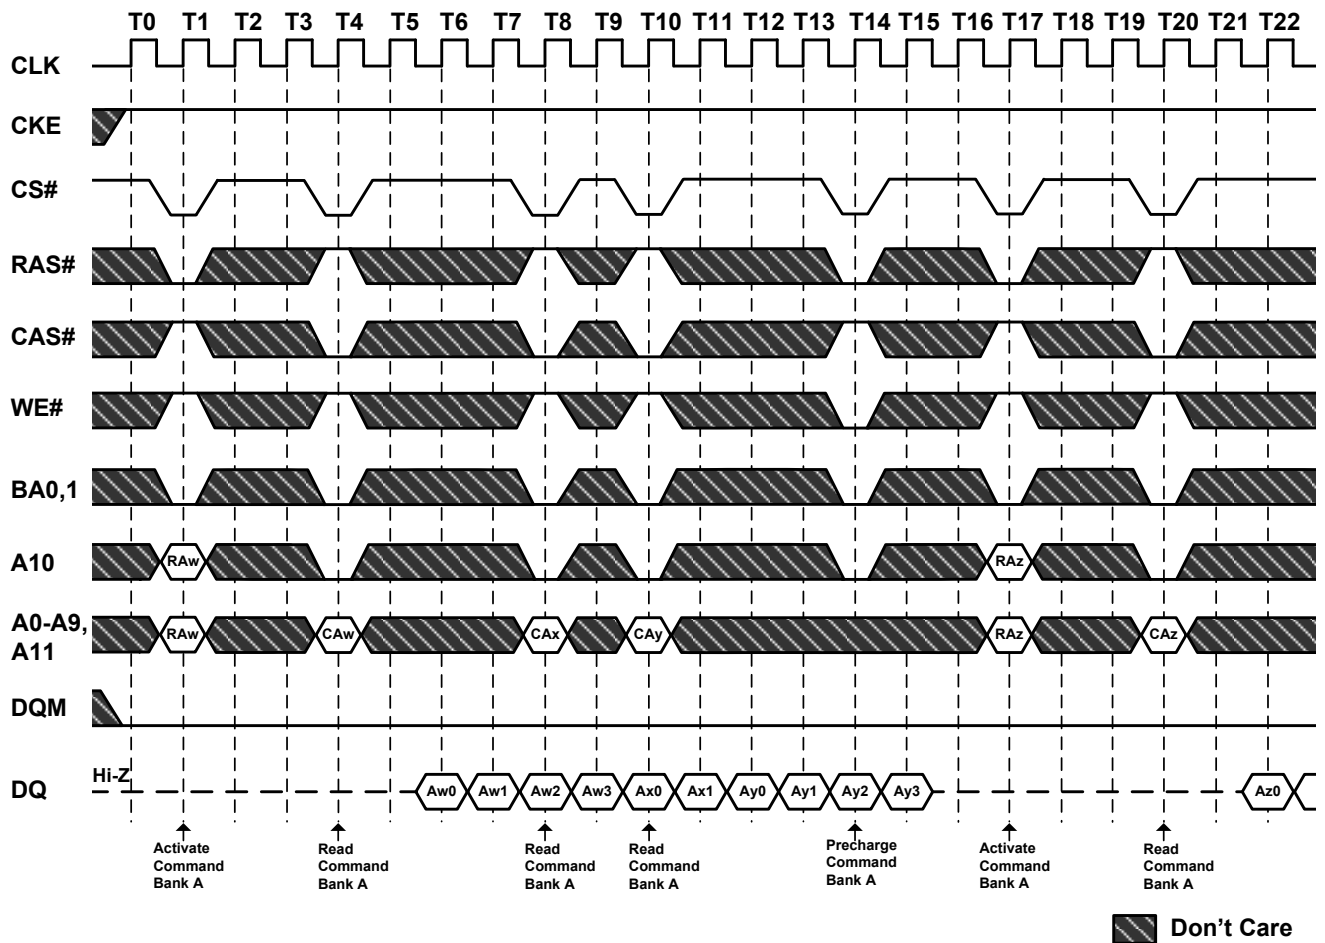 T0 T1 T2 T3 T4 T5 T6 T7 T8 T9 T10 T11 T12 T13 T14 T15 T16 T17 T18 T19 T20 T21 T22
CLK
CKE
CS#
RAS#
CAS#
WE#
BA0,1
A10
RAw RAz
A0-A9,
A11
RAw CAw CAx CAy RAz CAz
DQM
DQ
Hi-Z
Aw0 Aw1 Aw2 Aw3 Ax0 Ax1 Ay0 Ay1 Ay2 Ay3 Az0
Activate
Command
Bank A
Read
Command
Bank A
Read
Command
Bank A
Read
Command
Bank A
Precharge
Command
Bank A
Activate
Command
Bank A
Read
Command
Bank A
Don't Care